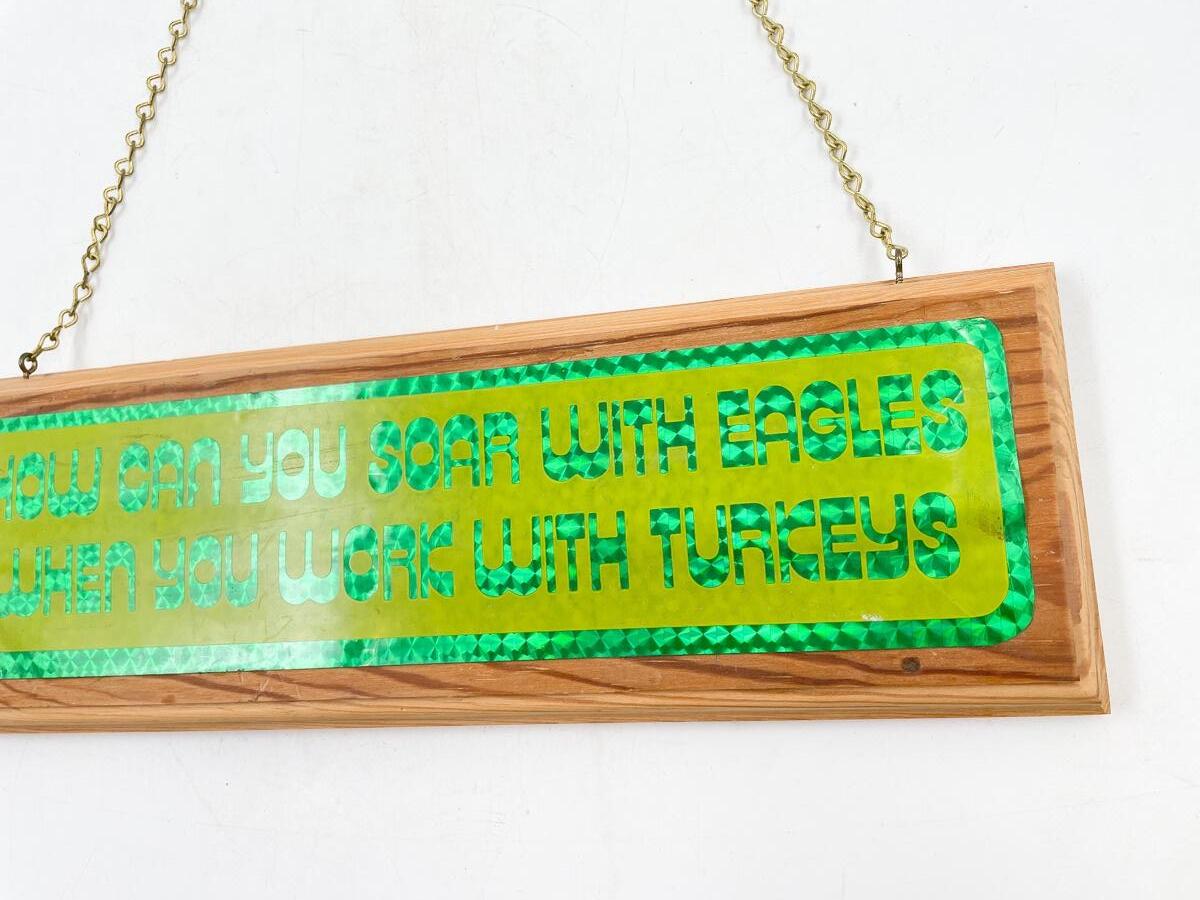 HOW CAN YOU SOAR WITH EAGLES
WHEN YOU WORK WITH TURKEYS